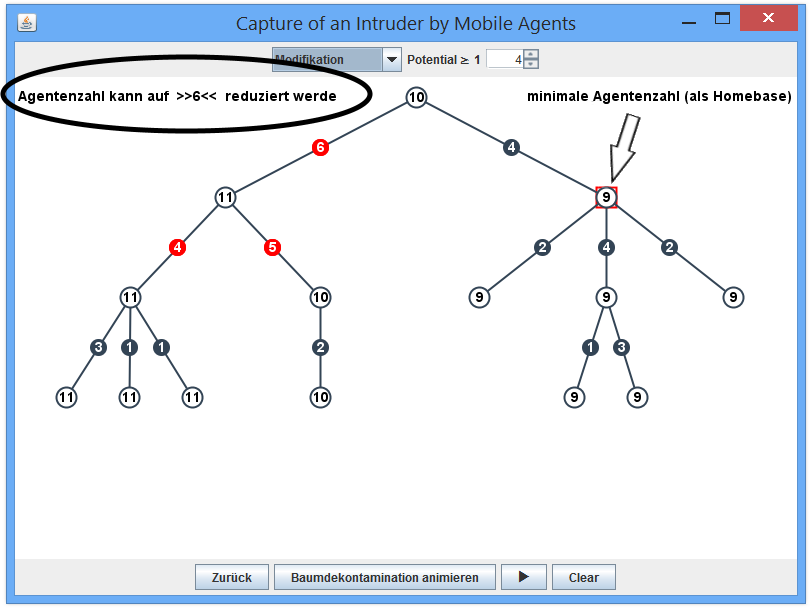 Capture of an Intruder by Mobile Agents
Modifikation Potential ≥ 1 4
Agentenzahl kann auf >>6<< reduziert werde
minimale Agentenzahl (als Homebase)
10
6 4
11 9
4 5 2 4 2
11 10 9 9 9
3 1 1 2 1 3
11 11 11 10 9 9
Zurück Baumdekontamination animieren Clear